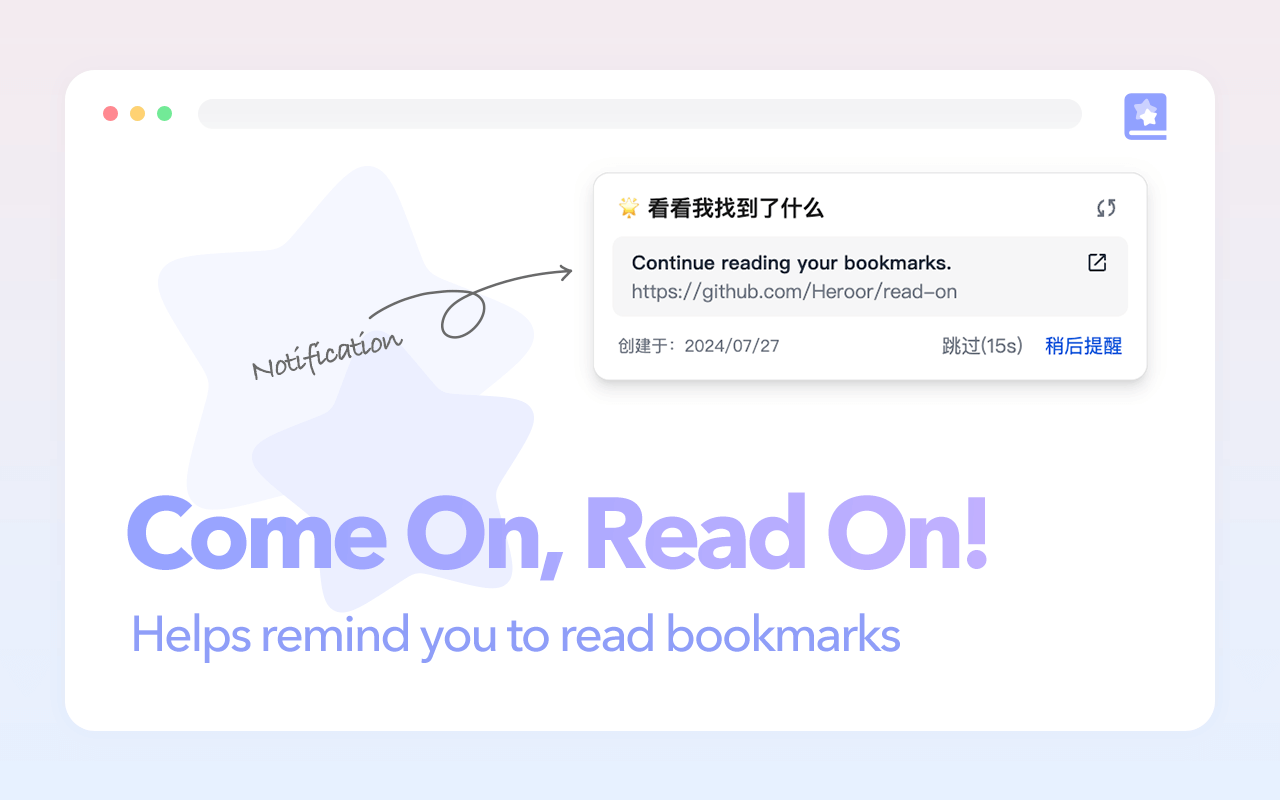 🌟 看看我找到了什么
Continue reading your bookmarks.
https://github.com/Heroor/read-on
创建于：2024/07/27 跳过(15s) 稍后提醒
Notification
Come On, Read On!
Helps remind you to read bookmarks